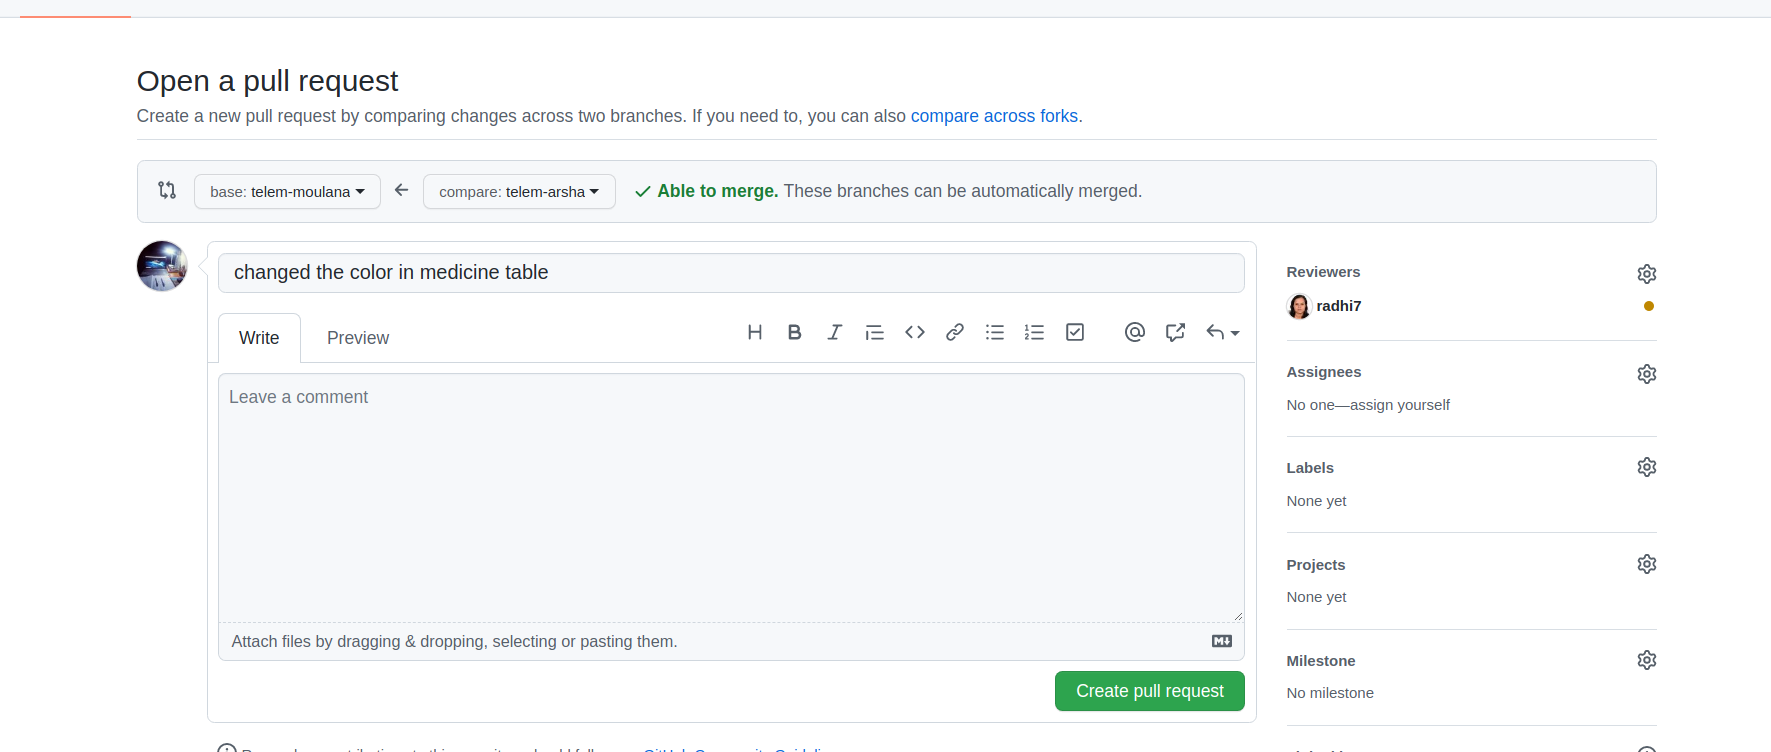 Open a pull request
Create a new pull request by comparing changes across two branches. If you need to, you can also compare across forks.
base: telem-moulana
compare: telem-arsha
Able to merge. These branches can be automatically merged.
changed the color in medicine table
Write
Preview
Leave a comment
Attach files by dragging & dropping, selecting or pasting them.
Create pull request
Reviewers
radhi7
Assignees
No one—assign yourself
Labels
None yet
Projects
None yet
Milestone
No milestone